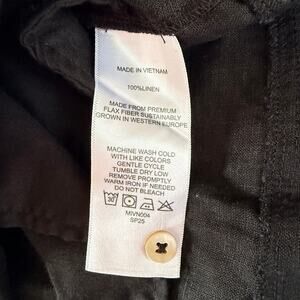 MADE IN VIETNAM
100%LINEN
MADE FROM PREMIUM
FLAX FIBER SUSTAINABLY
GROWN IN WESTERN EUROPE
MACHINE WASH COLD
WITH LIKE COLORS
GENTLE CYCLE
TUMBLE DRY LOW
REMOVE PROMPTLY
WARM IRON IF NEEDED
DO NOT BLEACH
30
MIVN004
SP25